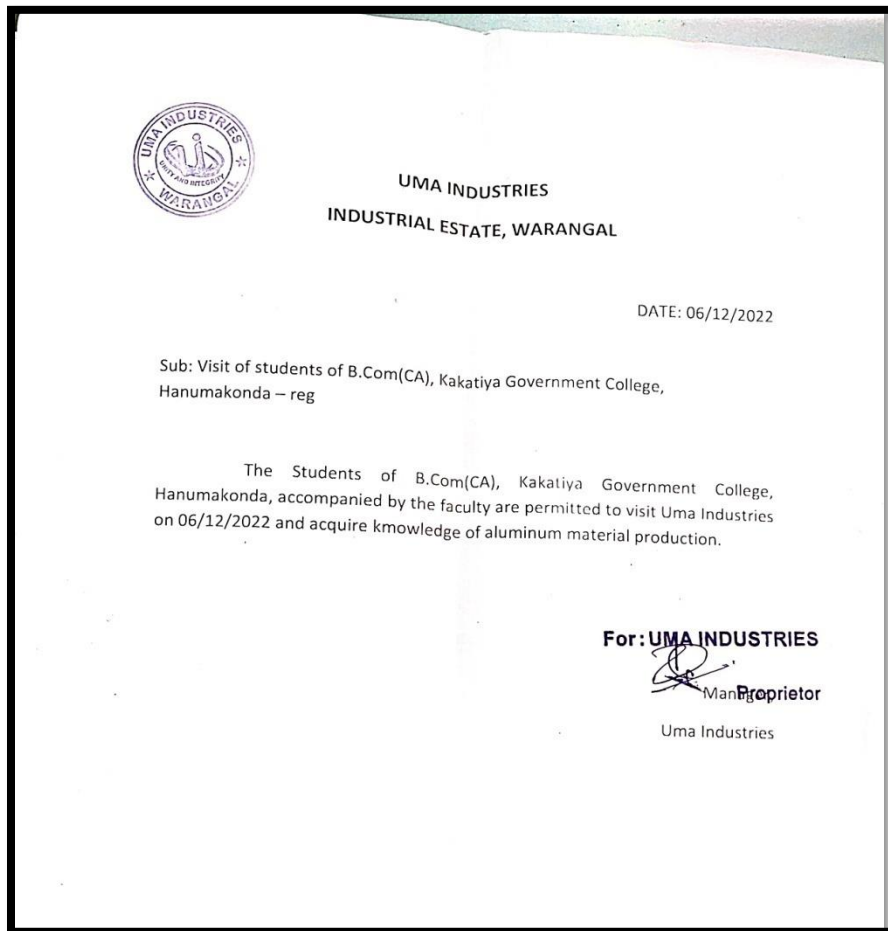 UMA INDUSTRIES
UNITY AND INTEGRITY
WARANGAL
UMA INDUSTRIES
INDUSTRIAL ESTATE, WARANGAL
DATE: 06/12/2022
Sub: Visit of students of B.Com(CA), Kakatiya Government College,
Hanumakonda – reg
The Students of B.Com(CA), Kakatiya Government College,
Hanumakonda, accompanied by the faculty are permitted to visit Uma Industries
on 06/12/2022 and acquire kmowledge of aluminum material production.
For: UMA INDUSTRIES
Manager
Proprietor
Uma Industries